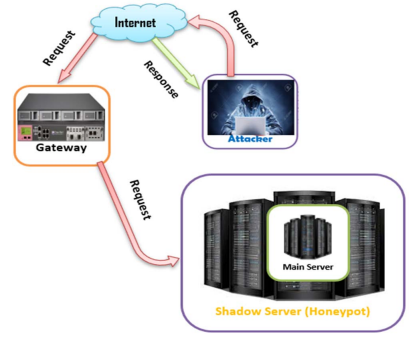 Internet
Request
Request
Response
Gateway
Attacker
Request
Main Server
Shadow Server (Honeypot)